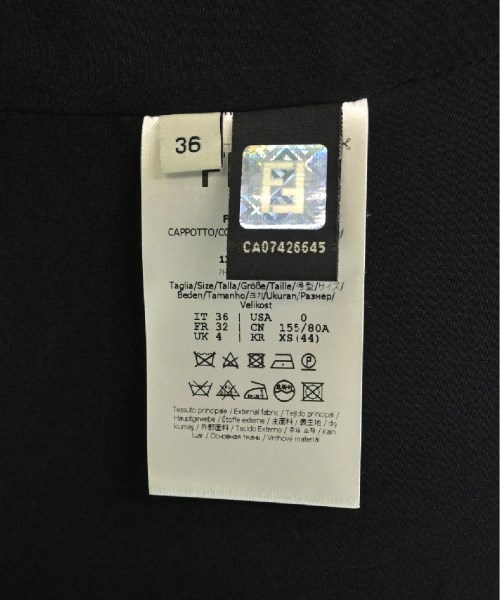 36
CA07426645
CAPPOTTO/
Taglia/Size/Talla/Größe/Taille/号型/サイズ/
Beden/Tamanho/크기/Ukuran/Размер/
Velikost
IT 36 | USA 0
FR 32 | CN 155/80A
UK 4 | KR XS(44)
Tessuto principale / External fabric / Tejido principal /
Hauptgewebe / Étoffe externe / 主面料 / 表生地 / dış
kumaş / 外部面料 / Tecido Externo / 주요 소재 / Kain
luar / Основная ткань / Vrchový materiál